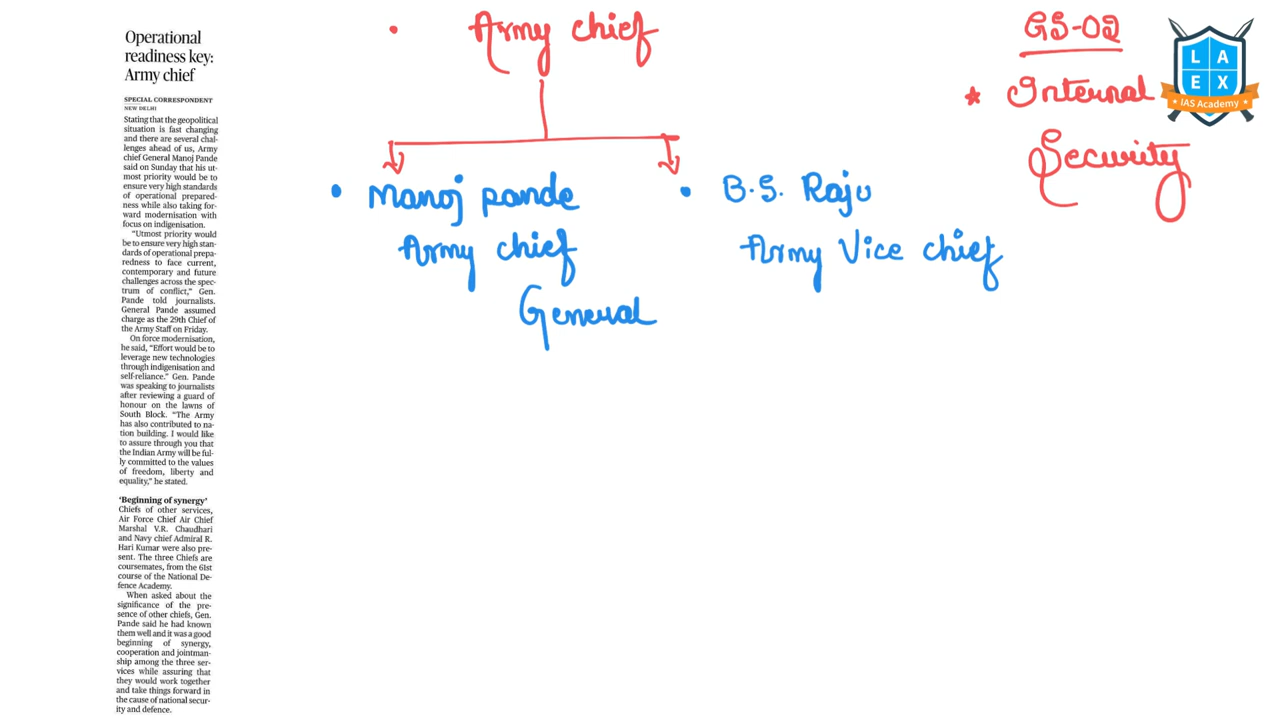 Operational
readiness key:
Army chief
SPECIAL CORRESPONDENT
NEW DELHI
Stating that the geopolitical
situation is fast changing
and there are several chal-
lenges ahead of us, Army
chief General Manoj Pande
said on Sunday that his ut-
most priority would be to
ensure very high standards
of operational prepared-
ness while also taking for-
ward modernisation with
focus on indigenisation.
"Utmost priority would
be to ensure very high stan-
dards of operational prepa-
redness to face current,
contemporary and future
challenges across the spec-
trum of conflict," Gen.
Pande told journalists.
General Pande assumed
charge as the 29th Chief of
the Army Staff on Friday.
On force modernisation,
he said, "Effort would be to
leverage new technologies
through indigenisation and
self-reliance." Gen. Pande
was speaking to journalists
after reviewing a guard of
honour on the lawns of
South Block. "The Army
has also contributed to na-
tion building. I would like
to assure through you that
the Indian Army will be ful-
ly committed to the values
of freedom, liberty and
equality," he stated.
'Beginning of synergy'
Chiefs of other services,
Air Force Chief Air Chief
Marshal V.R. Chaudhari
and Navy chief Admiral R.
Hari Kumar were also pre-
sent. The three Chiefs are
coursemates, from the 61st
course of the National De-
fence Academy.
When asked about the
significance of the pre-
sence of other chiefs, Gen.
Pande said he had known
them well and it was a good
beginning of synergy,
cooperation and jointman-
ship among the three ser-
vices while assuring that
they would work together
and take things forward in
the cause of national secur-
ity and defence.
• Army chief
• Manoj pande
Army chief
General
• B.S. Raju
Army Vice chief
GS-02
* Internal
Security
L A
E X
IAS Academy